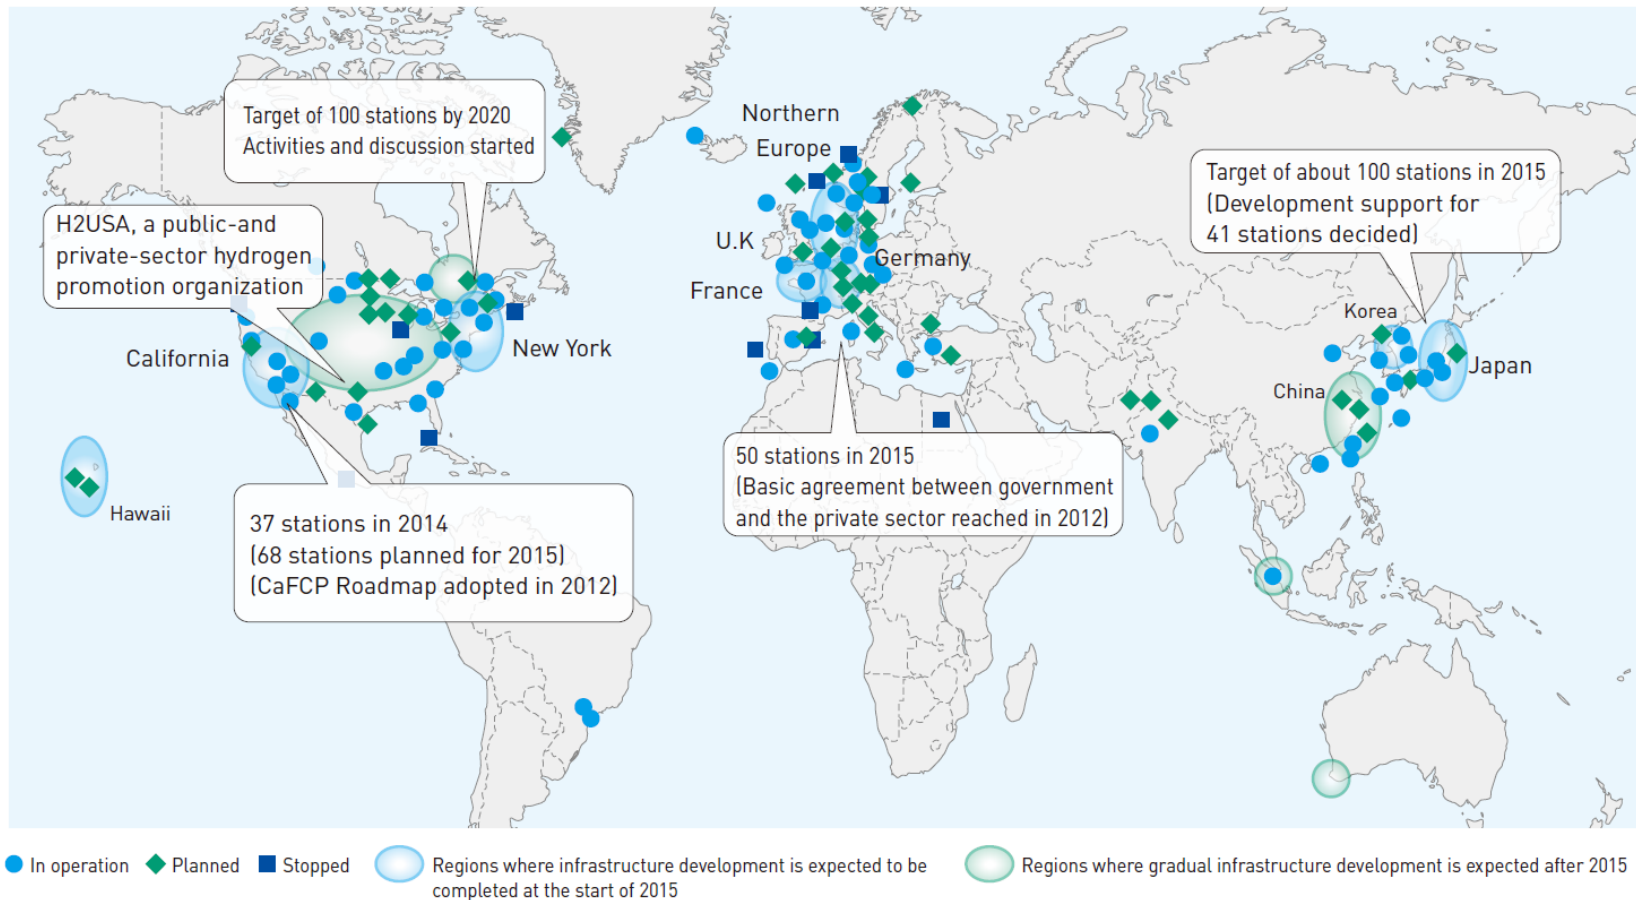 Target of 100 stations by 2020
Activities and discussion started
H2USA, a public-and
private-sector hydrogen
promotion organization
California
New York
Hawaii
37 stations in 2014
(68 stations planned for 2015)
(CaFCP Roadmap adopted in 2012)
Northern
Europe
U.K
Germany
France
50 stations in 2015
(Basic agreement between government
and the private sector reached in 2012)
Target of about 100 stations in 2015
(Development support for
41 stations decided)
Korea
Japan
China
In operation
Planned
Stopped
Regions where infrastructure development is expected to be
completed at the start of 2015
Regions where gradual infrastructure development is expected after 2015